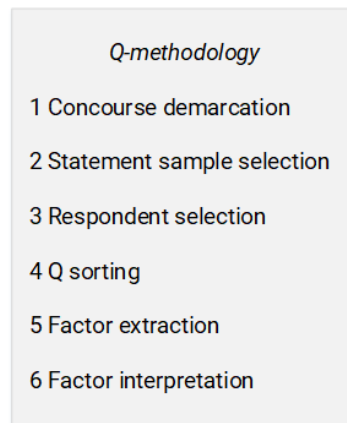 Q-methodology
1 Concourse demarcation
2 Statement sample selection
3 Respondent selection
4 Q sorting
5 Factor extraction
6 Factor interpretation